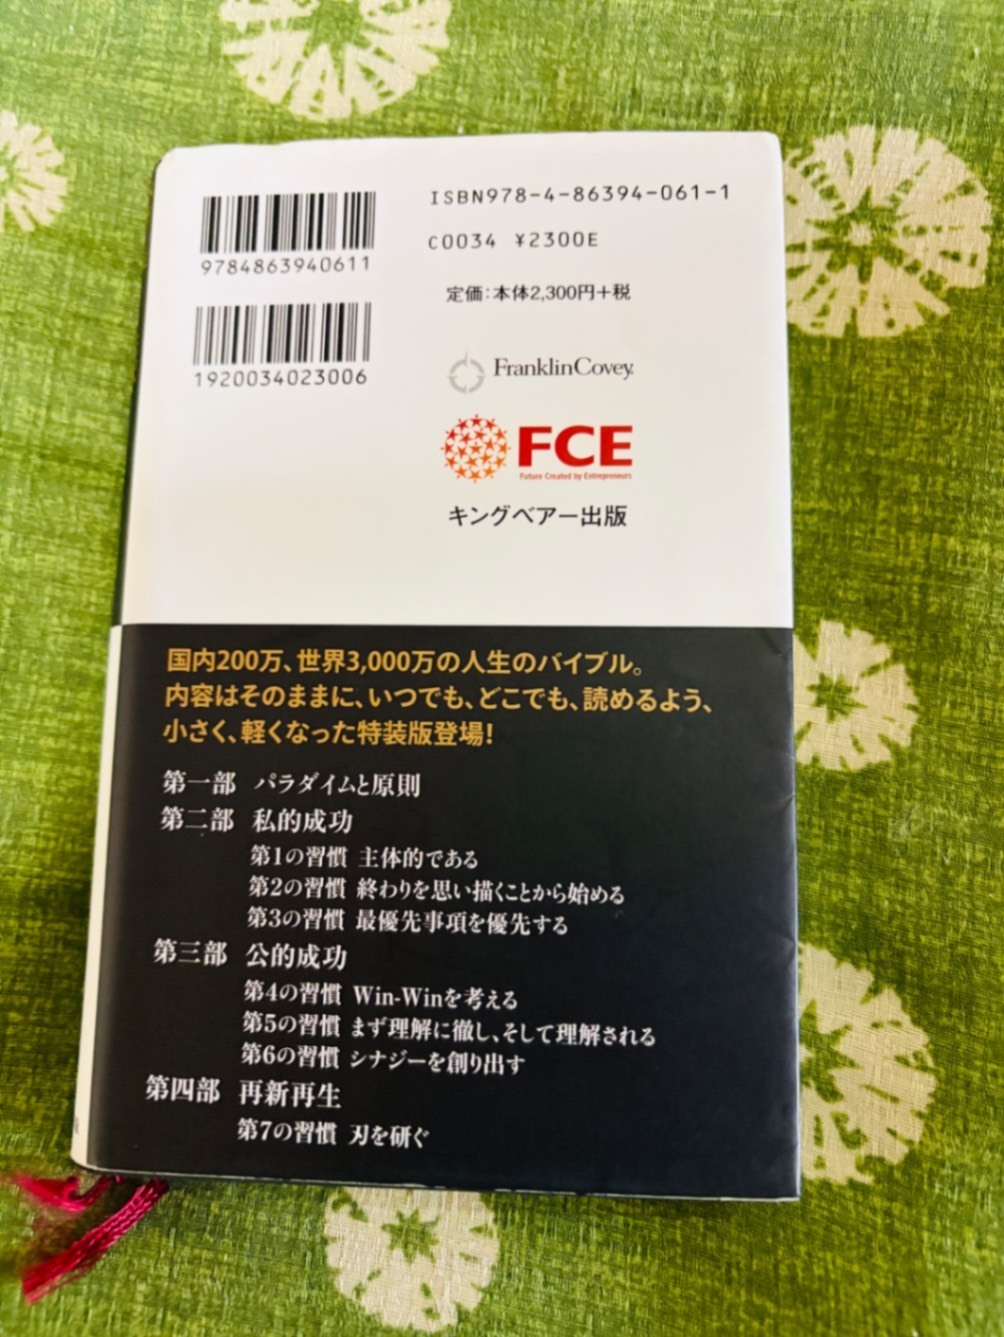 ISBN978-4-86394-061-1
9784863940611
C0034 ¥2300E
定価:本体2,300円+税
1920034023006
FranklinCovey
FCE
Future Created by Entrepreneurs
キングベアー出版
国内200万、世界3,000万の人生のバイブル。
内容はそのままに、いつでも、どこでも、読めるよう、
小さく、軽くなった特装版登場!
第一部 パラダイムと原則
第二部 私的成功
第1の習慣 主体的である
第2の習慣 終わりを思い描くことから始める
第3の習慣 最優先事項を優先する
第三部 公的成功
第4の習慣 Win-Winを考える
第5の習慣 まず理解に徹し、そして理解される
第6の習慣 シナジーを創り出す
第四部 再新再生
第7の習慣 刃を研ぐ